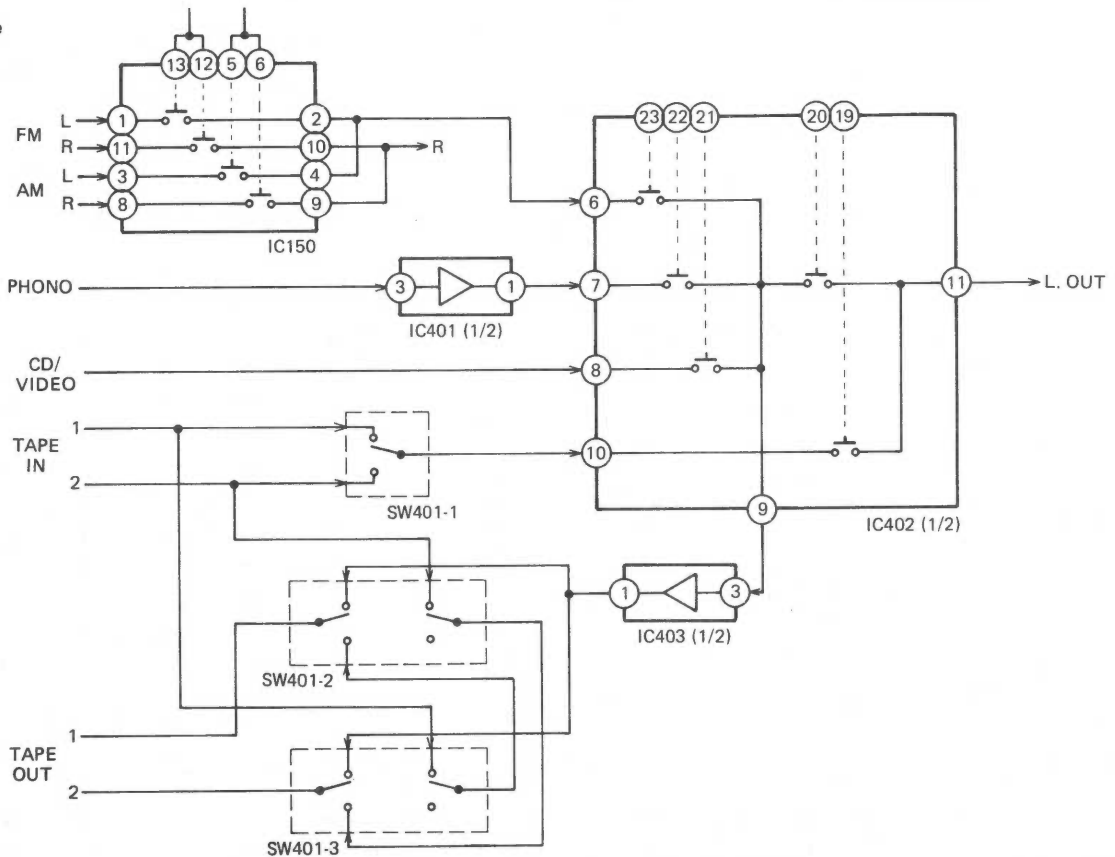 e
13 12 5 6
FM
L 1 2
R 11 10 R
AM
L 3 4
R 8 9
IC150
23 22 21 20 19
6
PHONO 3 1 7 11 L. OUT
IC401 (1/2)
CD/
VIDEO
8
TAPE
IN
1
2
10
SW401-1
9
IC402 (1/2)
1 3
IC403 (1/2)
SW401-2
TAPE
OUT
1
2
SW401-3